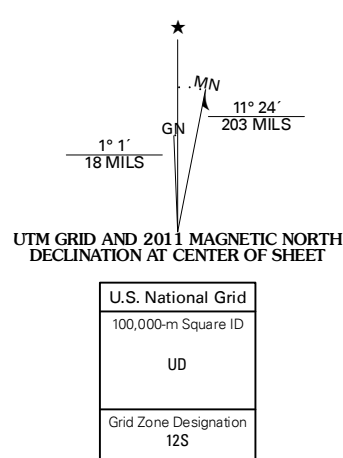 ★
MN
11° 24´
203 MILS
GN
1° 1´
18 MILS
UTM GRID AND 2011 MAGNETIC NORTH
DECLINATION AT CENTER OF SHEET
U.S. National Grid
100,000-m Square ID
UD
Grid Zone Designation
12S